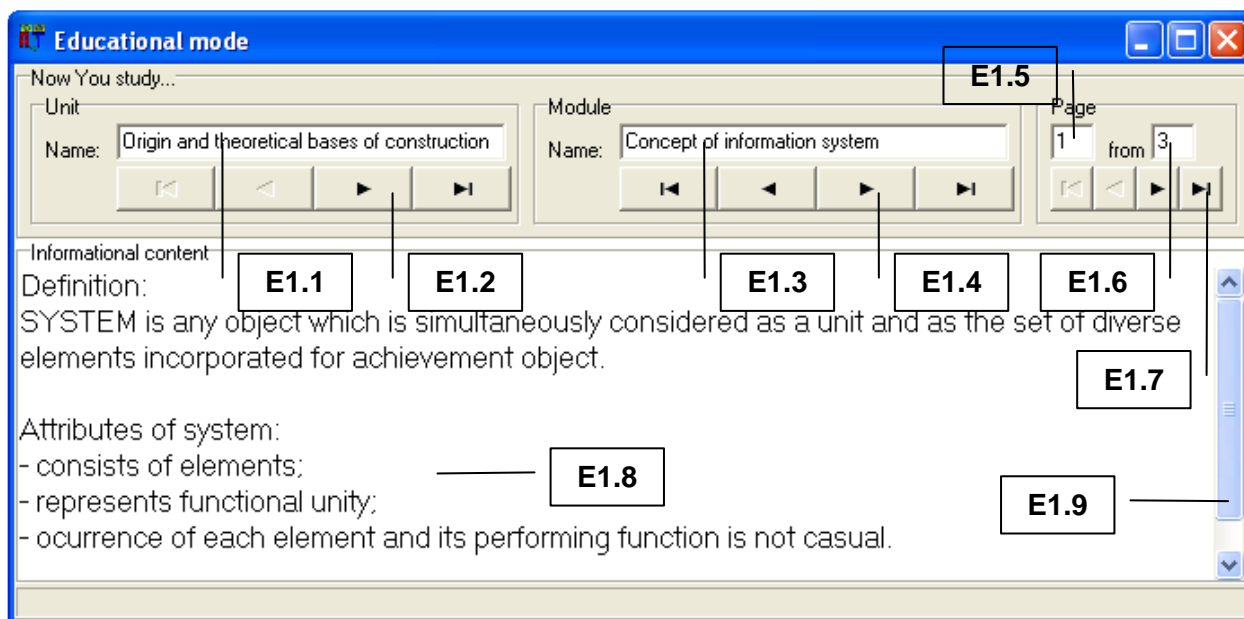 Educational mode
Now You study...
E1.5
Unit
Module
Page
Name: Origin and theoretical bases of construction
Name: Concept of information system
1 from 3
Informational content
E1.1
E1.2
E1.3
E1.4
E1.6
Definition:
SYSTEM is any object which is simultaneously considered as a unit and as the set of diverse
elements incorporated for achievement object.
E1.7
Attributes of system:
- consists of elements;
E1.8
- represents functional unity;
E1.9
- ocurrence of each element and its performing function is not casual.